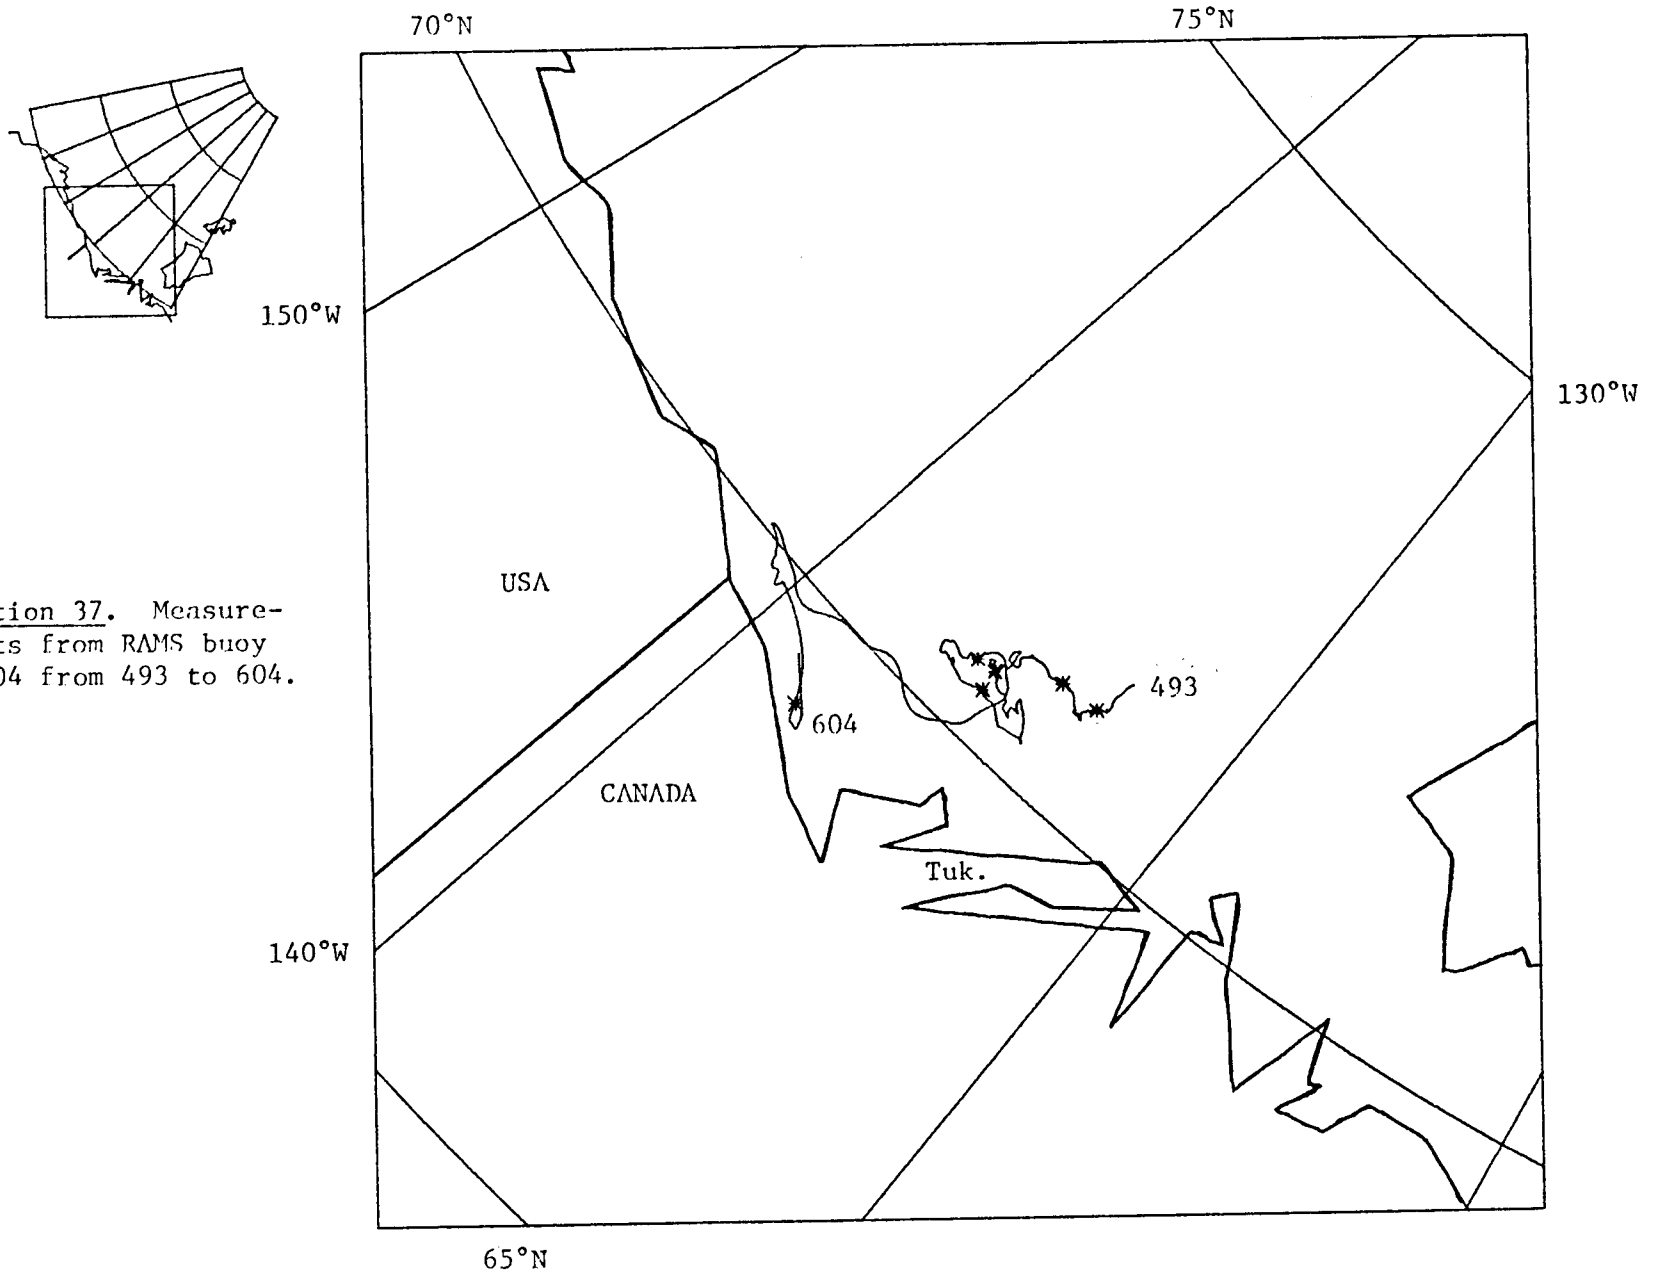 70°N
75°N
150°W
130°W
USA
tion 37. Measure-
ts from RAMS buoy
04 from 493 to 604.
493
604
CANADA
Tuk.
140°W
65°N